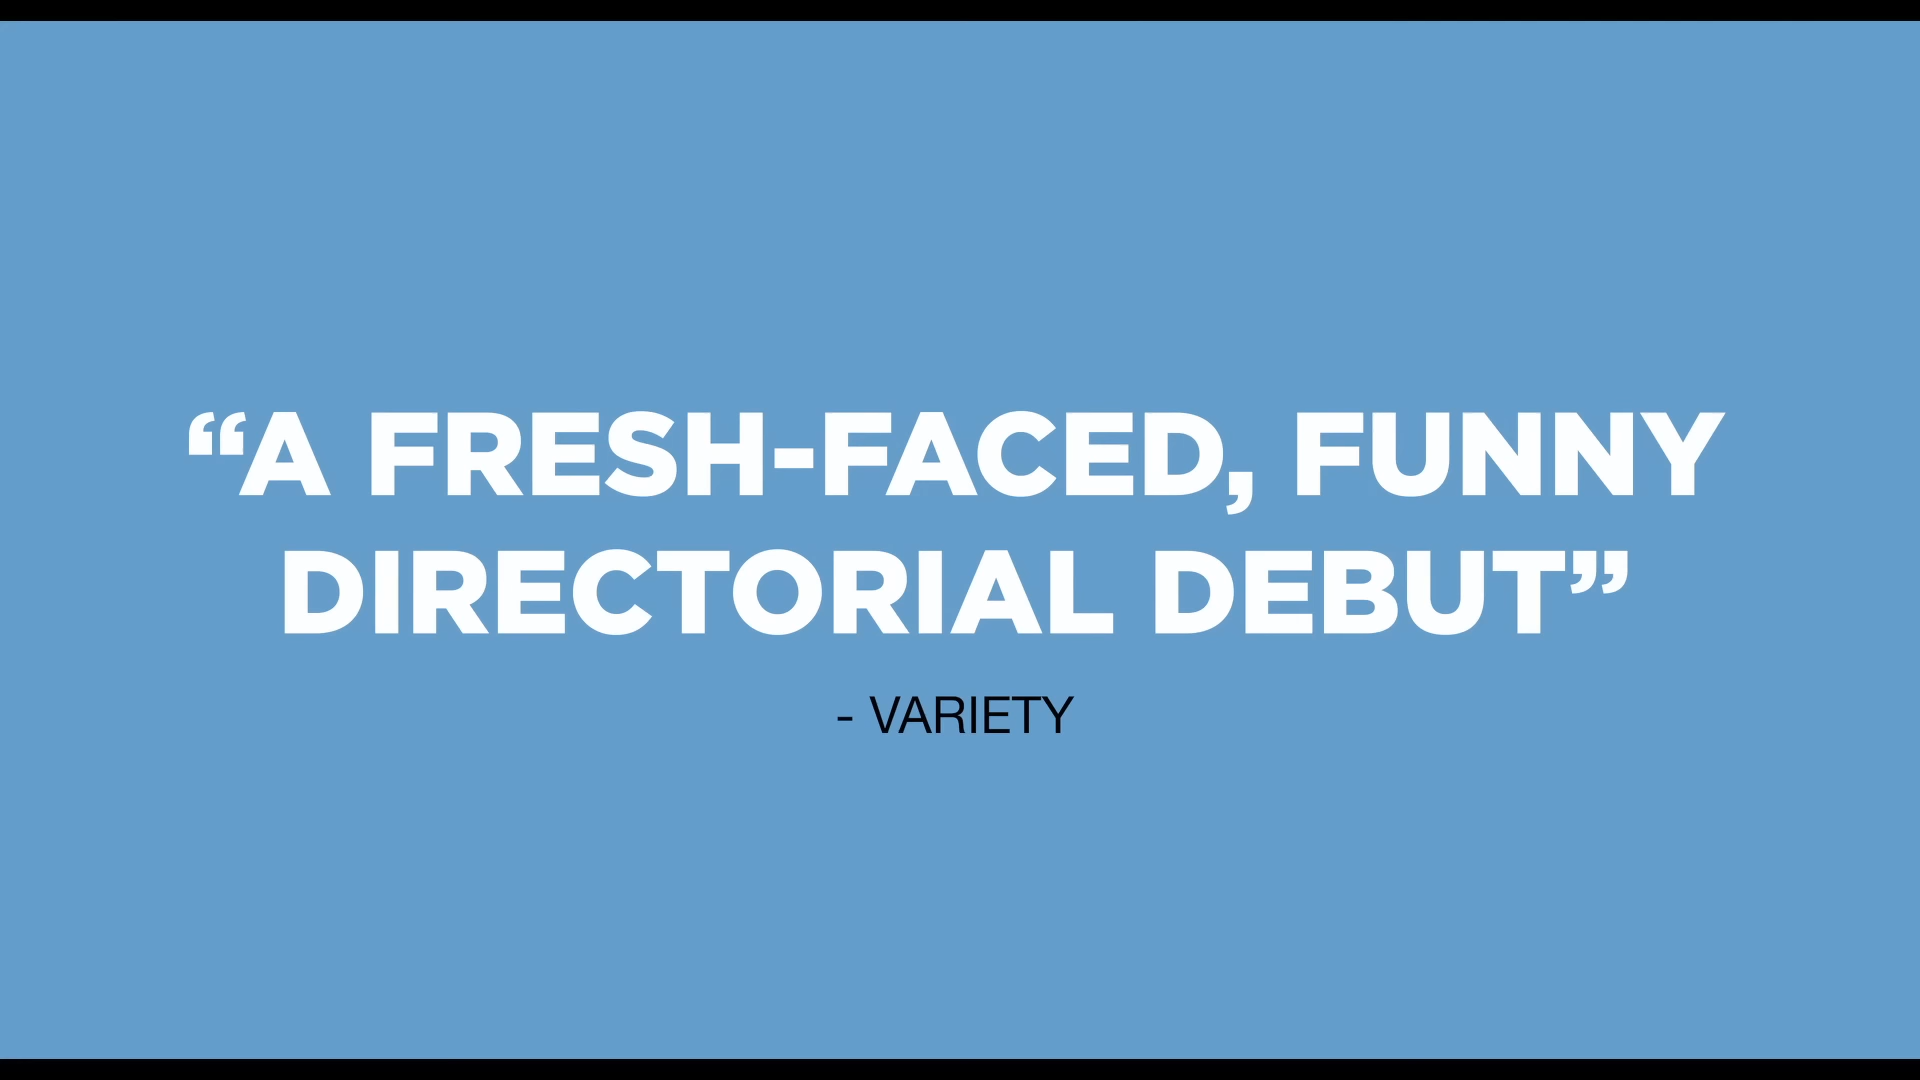 “A FRESH-FACED, FUNNY
DIRECTORIAL DEBUT”
- VARIETY